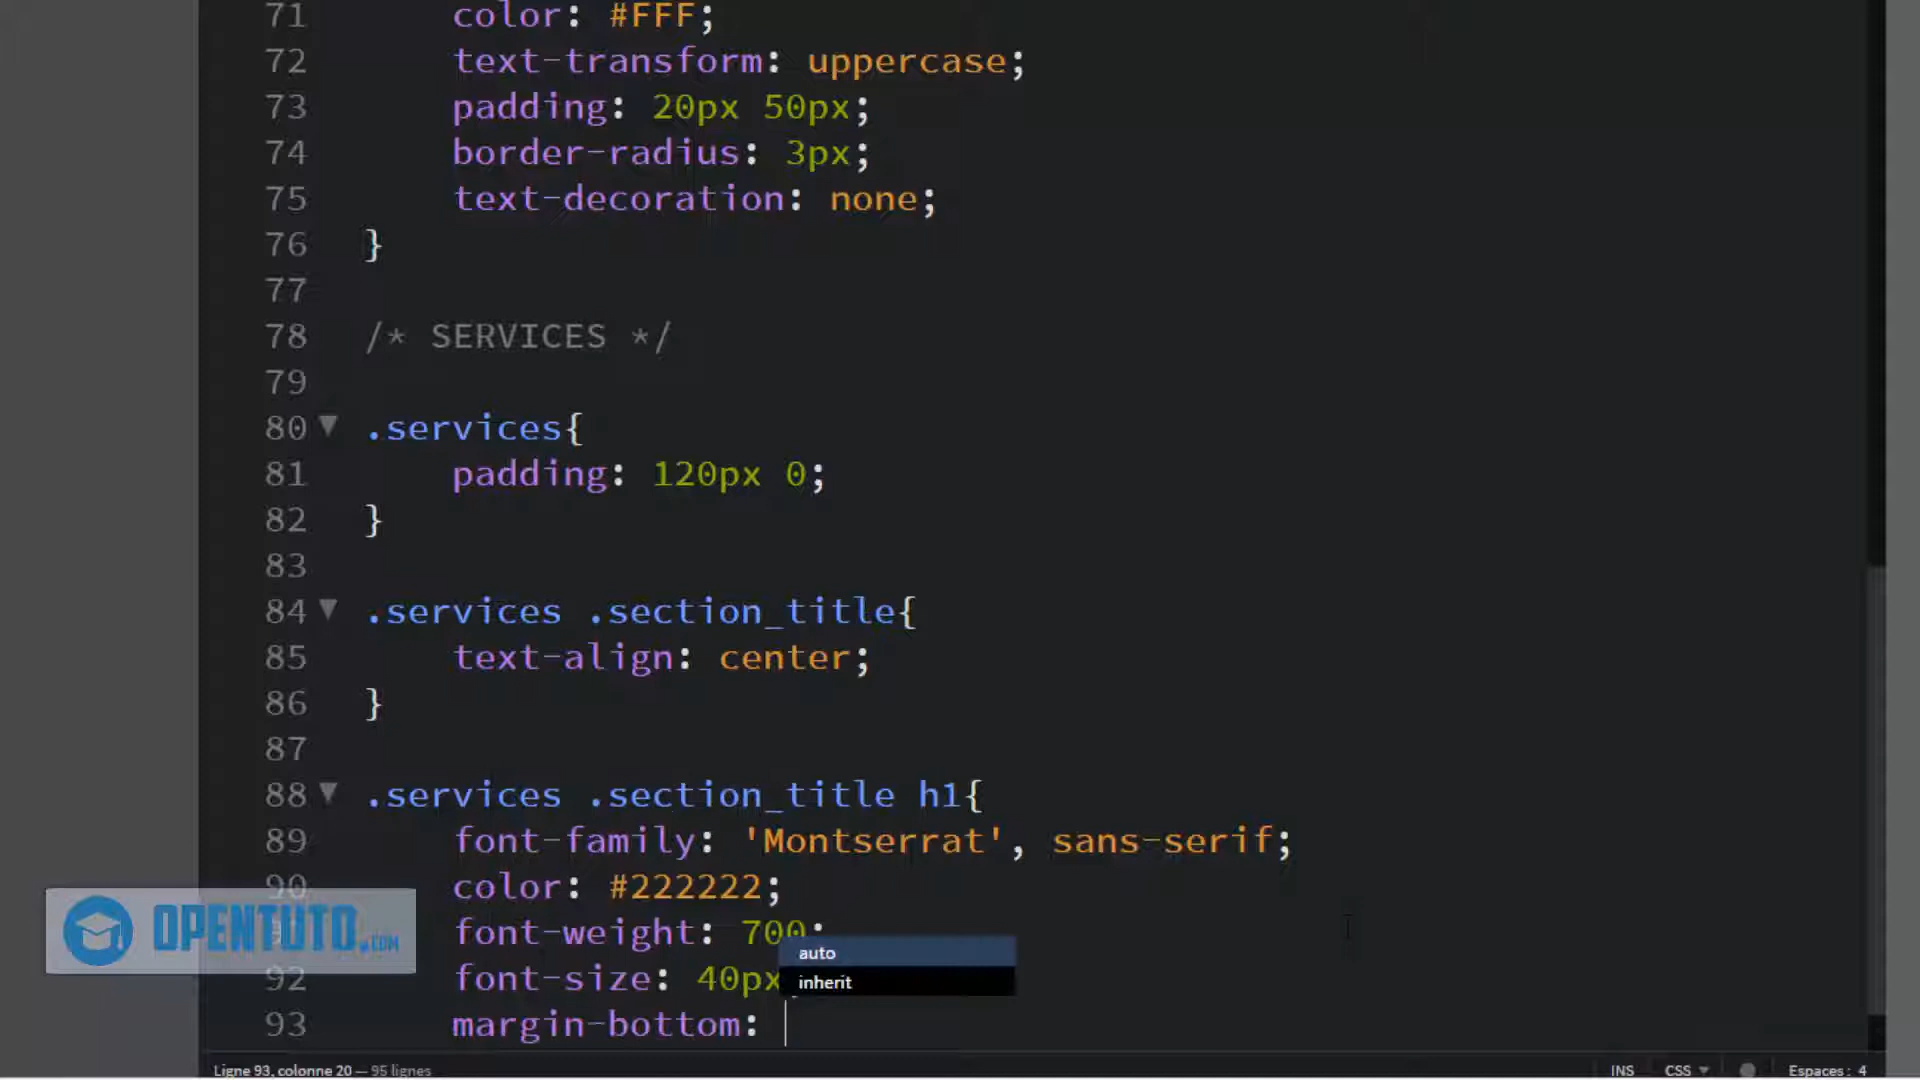 71 color: #FFF;
72 text-transform: uppercase;
73 padding: 20px 50px;
74 border-radius: 3px;
75 text-decoration: none;
76 }
77
78 /* SERVICES */
79
80 .services{
81 padding: 120px 0;
82 }
83
84 .services .section_title{
85 text-align: center;
86 }
87
88 .services .section_title h1{
89 font-family: 'Montserrat', sans-serif;
90 color: #222222;
font-weight: 700;
auto
92 font-size: 40px
inherit
93 margin-bottom:
OPENTUTO.COM
Ligne 93, colonne 20 — 95 lignes
INS CSS Espaces : 4